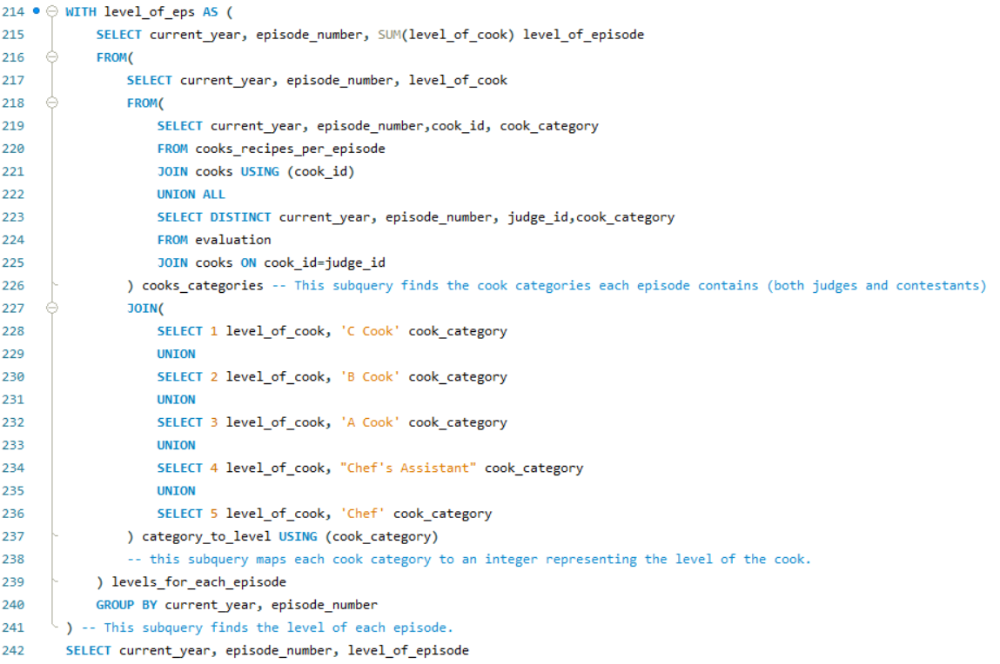 214 WITH level_of_eps AS (
215 SELECT current_year, episode_number, SUM(level_of_cook) level_of_episode
216 FROM(
217 SELECT current_year, episode_number, level_of_cook
218 FROM(
219 SELECT current_year, episode_number,cook_id, cook_category
220 FROM cooks_recipes_per_episode
221 JOIN cooks USING (cook_id)
222 UNION ALL
223 SELECT DISTINCT current_year, episode_number, judge_id,cook_category
224 FROM evaluation
225 JOIN cooks ON cook_id=judge_id
226 ) cooks_categories -- This subquery finds the cook categories each episode contains (both judges and contestants)
227 JOIN(
228 SELECT 1 level_of_cook, 'C Cook' cook_category
229 UNION
230 SELECT 2 level_of_cook, 'B Cook' cook_category
231 UNION
232 SELECT 3 level_of_cook, 'A Cook' cook_category
233 UNION
234 SELECT 4 level_of_cook, "Chef's Assistant" cook_category
235 UNION
236 SELECT 5 level_of_cook, 'Chef' cook_category
237 ) category_to_level USING (cook_category)
238 -- this subquery maps each cook category to an integer representing the level of the cook.
239 ) levels_for_each_episode
240 GROUP BY current_year, episode_number
241 ) -- This subquery finds the level of each episode.
242 SELECT current_year, episode_number, level_of_episode